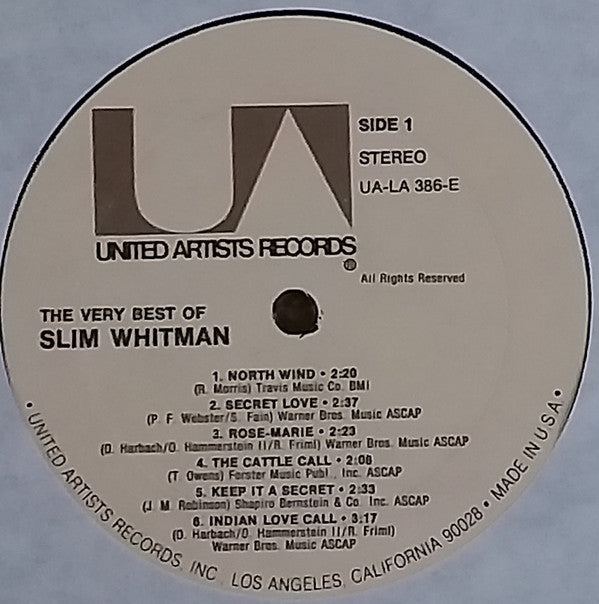 UA
SIDE 1
STEREO
UA-LA 386-E
UNITED ARTISTS RECORDS
All Rights Reserved
THE VERY BEST OF
SLIM WHITMAN
1. NORTH WIND • 2:20
(R. Morris) Travis Music Co. BMI
2. SECRET LOVE • 2:37
(P. F. Webster/S. Fain) Warner Bros. Music ASCAP
3. ROSE-MARIE • 2:23
(O. Harbach/O. Hammerstein II/R. Friml) Warner Bros. Music ASCAP
4. THE CATTLE CALL • 2:08
(T. Owens) Forster Music Publ., Inc. ASCAP
5. KEEP IT A SECRET • 2:33
(J. M. Robinson) Shapiro Bernstein & Co. Inc. ASCAP
6. INDIAN LOVE CALL • 3:17
(O. Harbach/O. Hammerstein II/R. Friml)
Warner Bros. Music ASCAP
• UNITED ARTISTS RECORDS, INC., LOS ANGELES, CALIFORNIA 90028 • MADE IN U.S.A. •